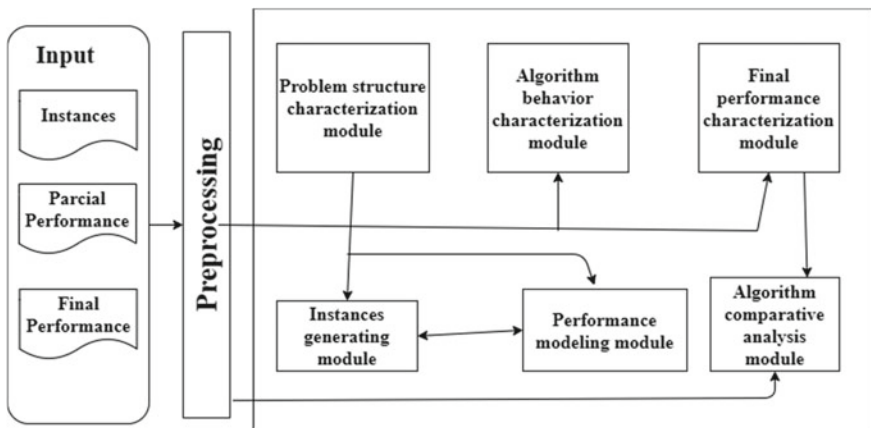 Input
Instances
Parcial
Performance
Final
Performance
Preprocessing
Problem structure
characterization
module
Algorithm
behavior
characterization
module
Final
performance
characterization
module
Instances
generating
module
Performance
modeling module
Algorithm
comparative
analysis
module